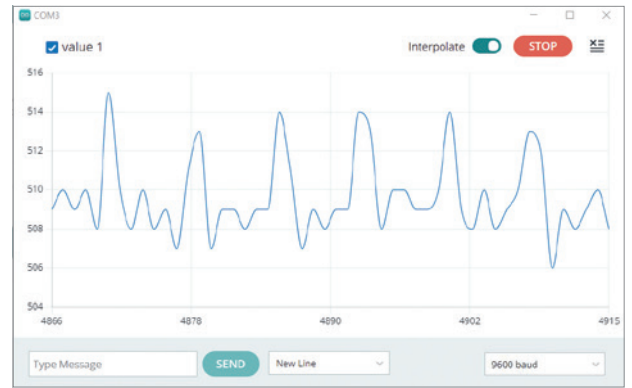 COM3
value 1
Interpolate STOP
516
514
512
510
508
506
504
4866 4878 4890 4902 4915
Type Message SEND New Line 9600 baud